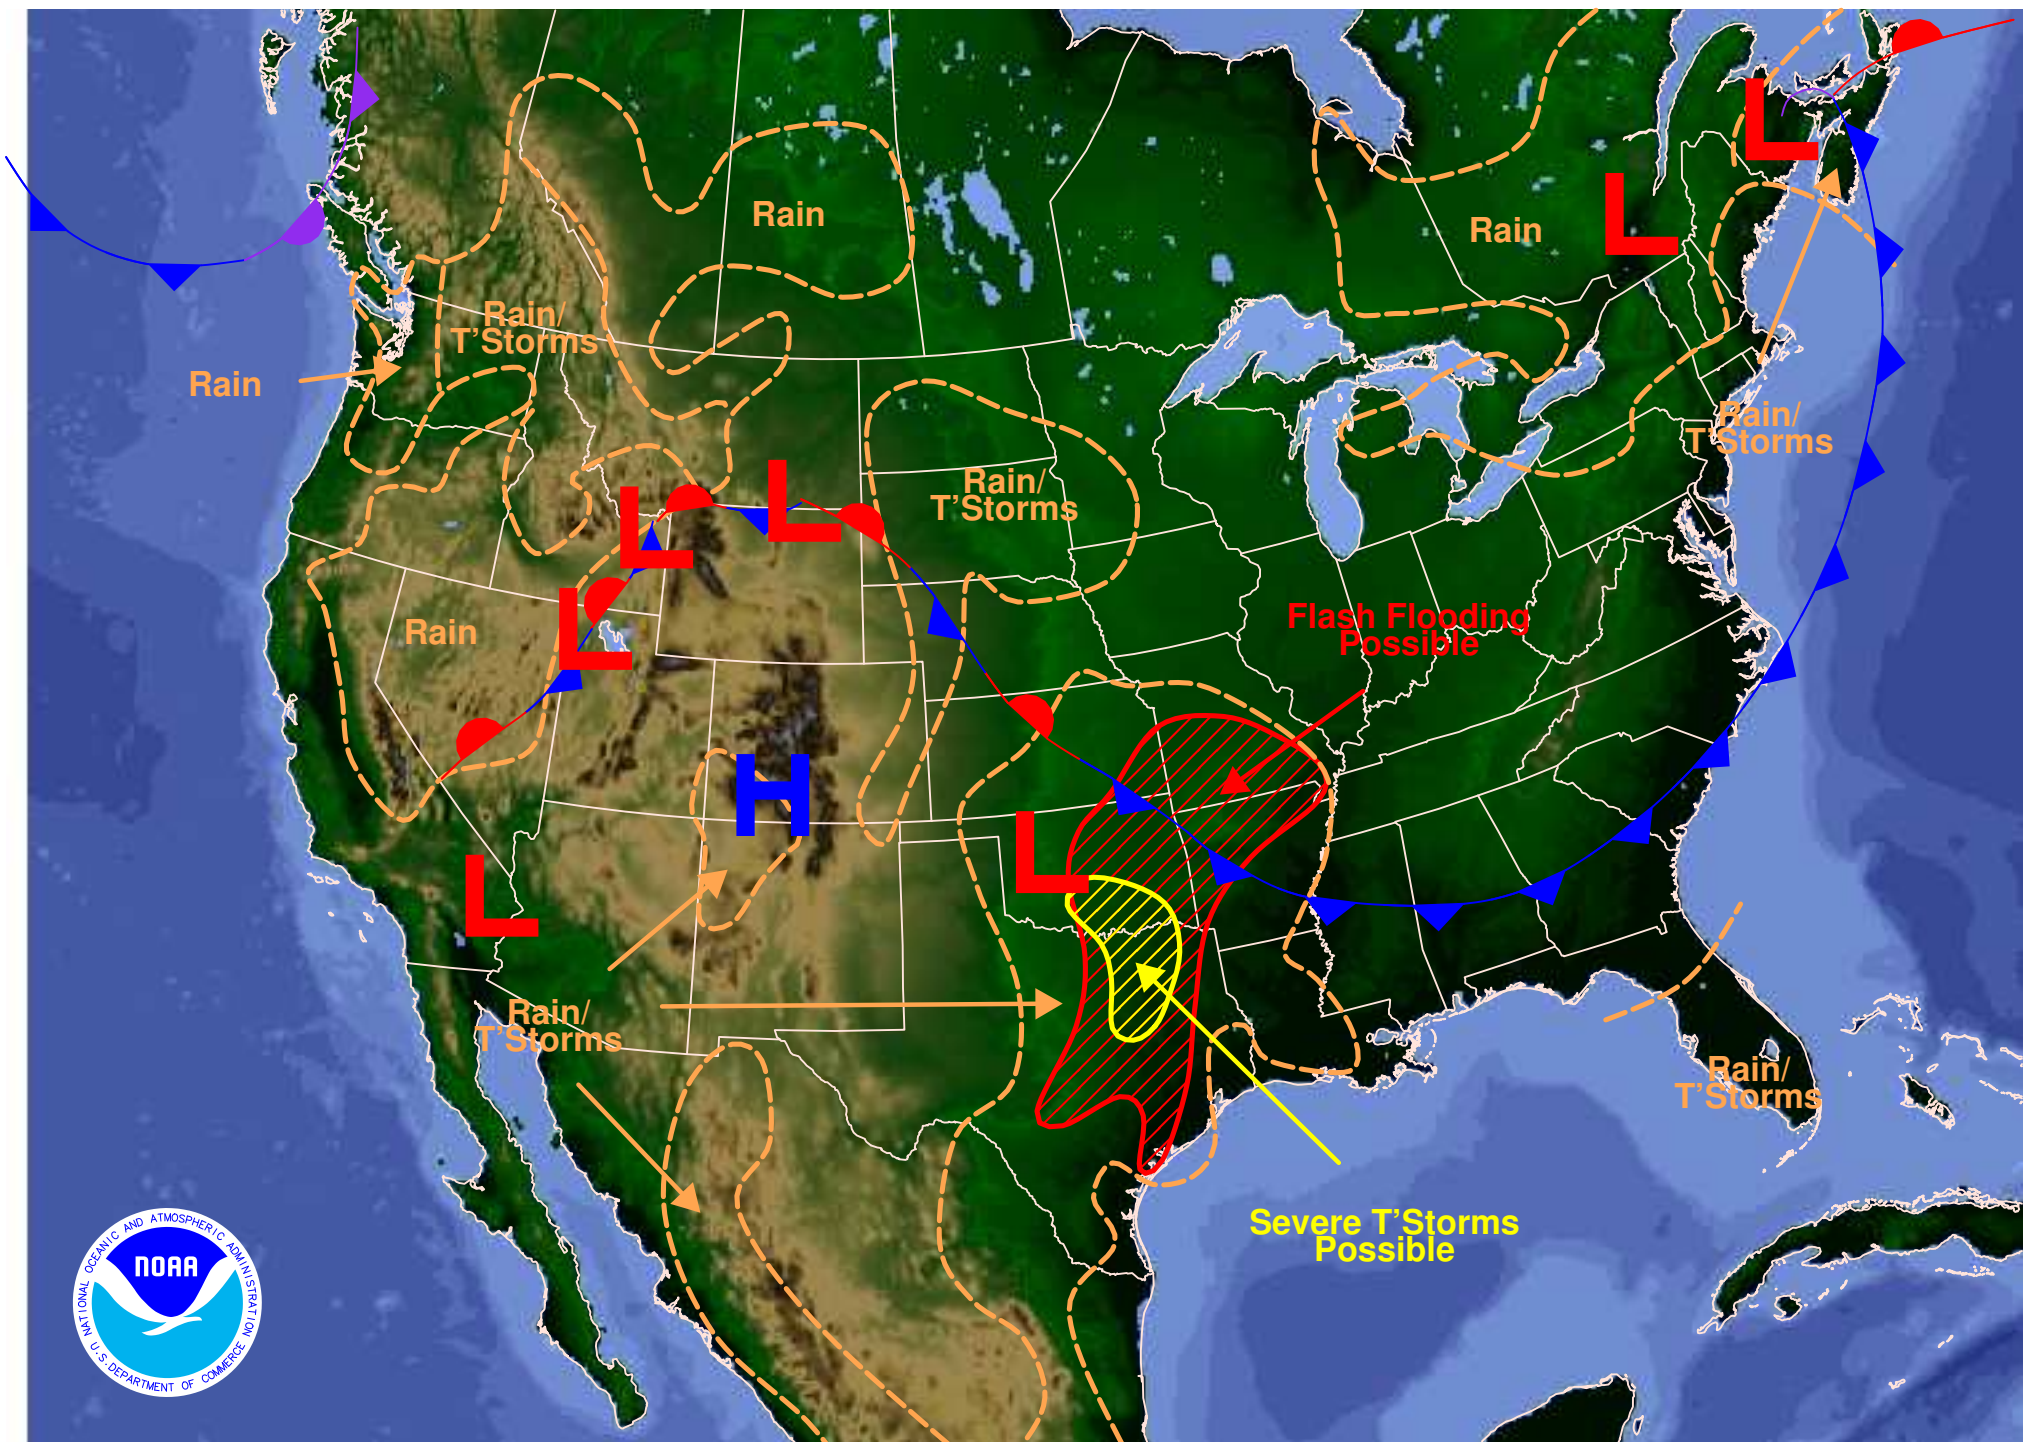 Rain
Rain
Rain/
T'Storms
Rain
Rain/
T'Storms
Rain/
T'Storms
L
L
L
L
L
Rain
L
Flash Flooding
Possible
H
L
L
Rain/
T'Storms
Rain/
T'Storms
Severe T'Storms
Possible
NATIONAL OCEANIC AND ATMOSPHERIC ADMINISTRATION
NOAA
U.S. DEPARTMENT OF COMMERCE